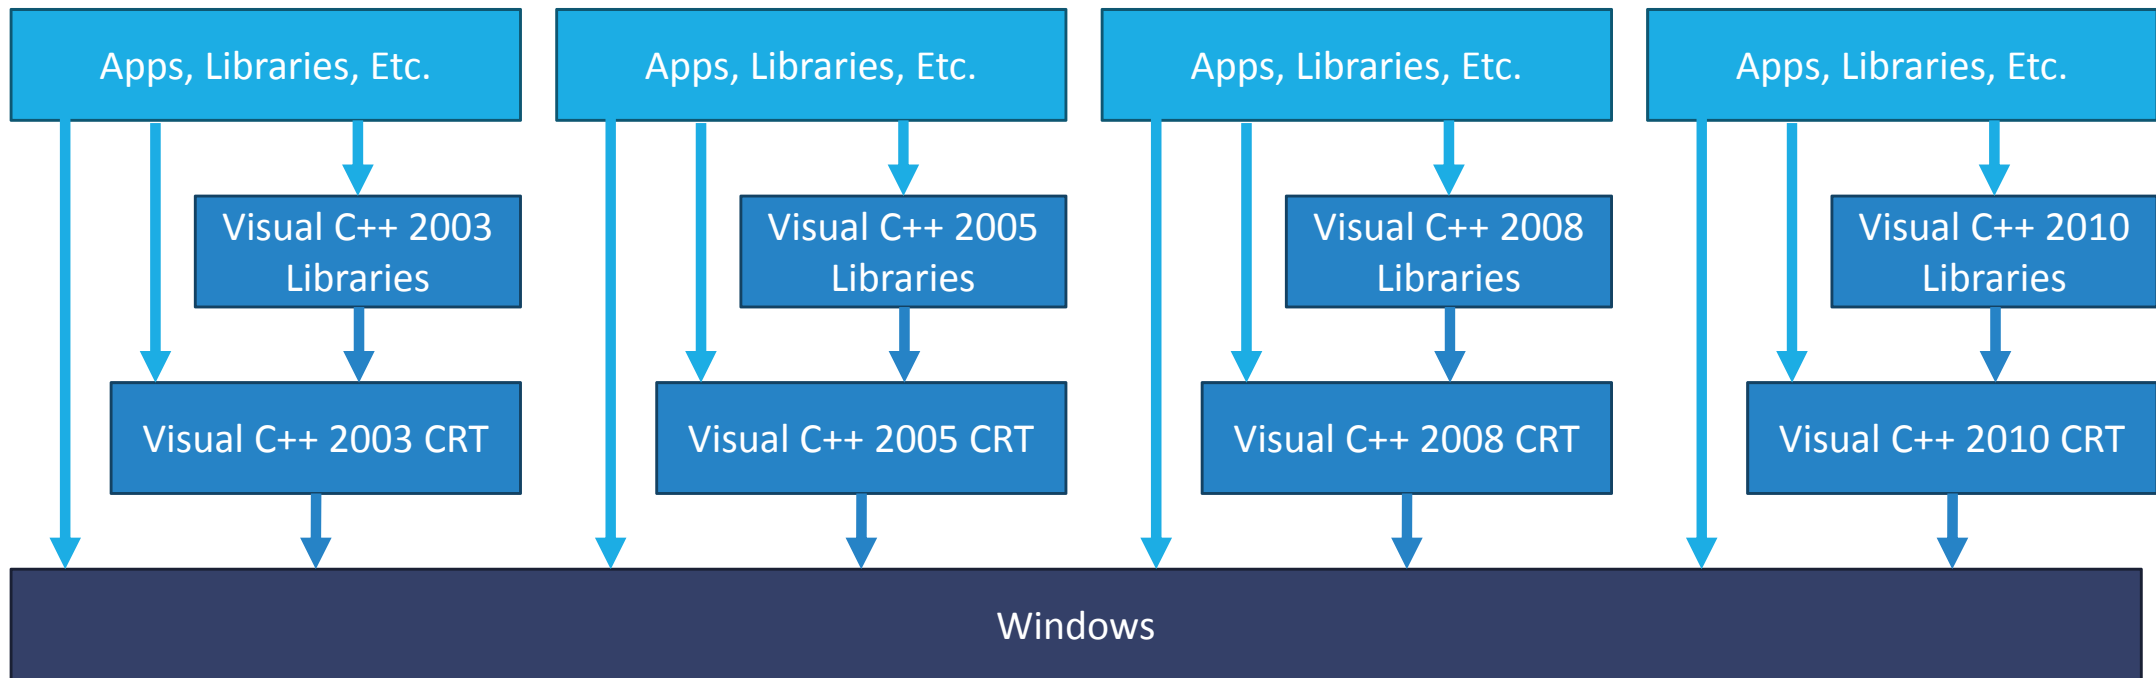 Apps, Libraries, Etc.
Apps, Libraries, Etc.
Apps, Libraries, Etc.
Apps, Libraries, Etc.
Visual C++ 2003
Libraries
Visual C++ 2005
Libraries
Visual C++ 2008
Libraries
Visual C++ 2010
Libraries
Visual C++ 2003 CRT
Visual C++ 2005 CRT
Visual C++ 2008 CRT
Visual C++ 2010 CRT
Windows